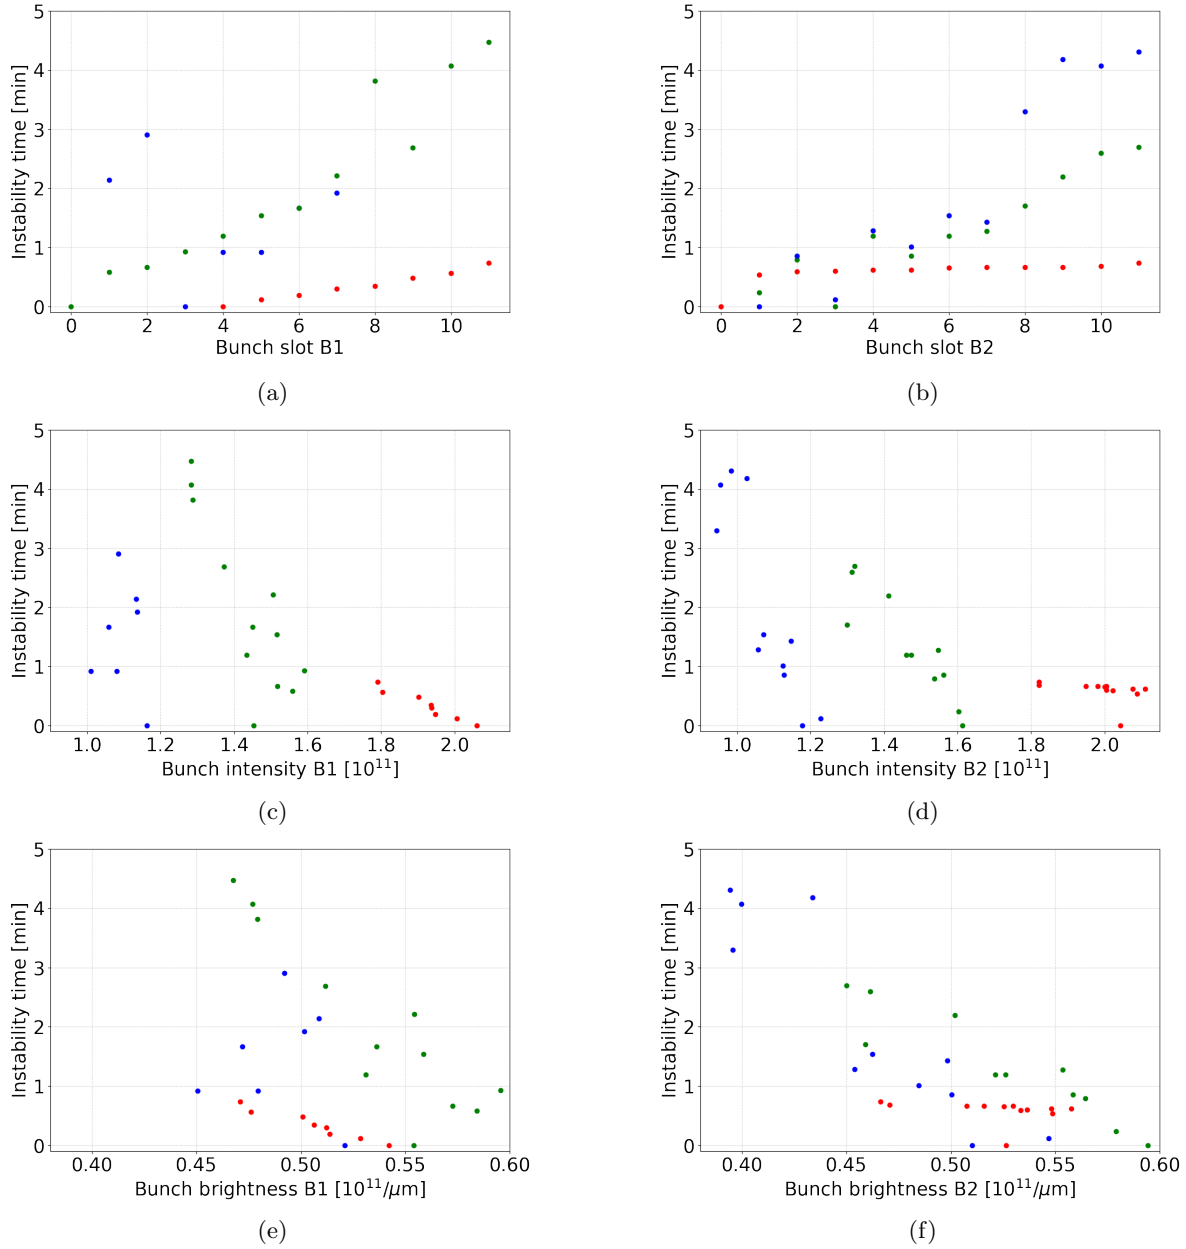 5
4
3
2
1
0
0 2 4 6 8 10
Instability time [min]
Bunch slot B1
(a)
5
4
3
2
1
0
0 2 4 6 8 10
Instability time [min]
Bunch slot B2
(b)
5
4
3
2
1
0
1.0 1.2 1.4 1.6 1.8 2.0
Instability time [min]
Bunch intensity B1 [10¹¹]
(c)
5
4
3
2
1
0
1.0 1.2 1.4 1.6 1.8 2.0
Instability time [min]
Bunch intensity B2 [10¹¹]
(d)
5
4
3
2
1
0
0.40 0.45 0.50 0.55 0.60
Instability time [min]
Bunch brightness B1 [10¹¹/μm]
(e)
5
4
3
2
1
0
0.40 0.45 0.50 0.55 0.60
Instability time [min]
Bunch brightness B2 [10¹¹/μm]
(f)